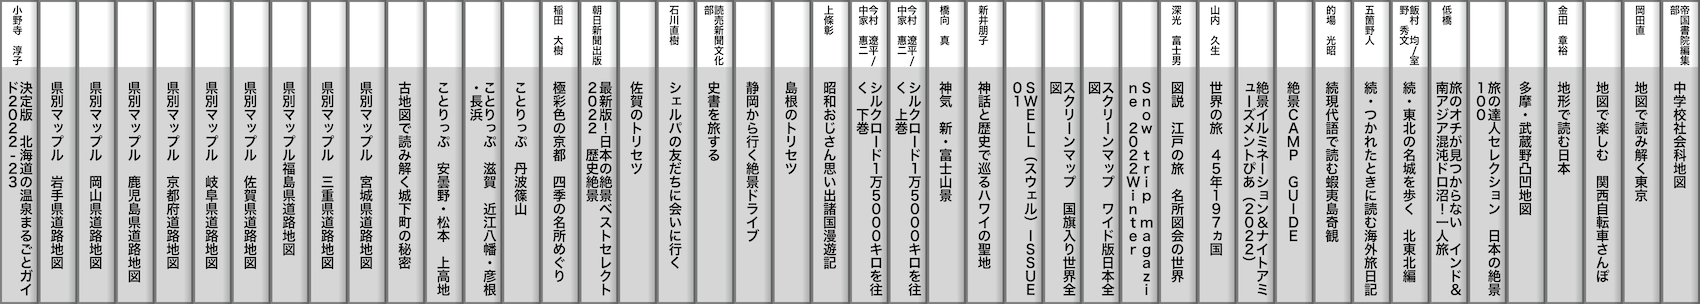 帝国書院編集
部
中学校社会科地図
岡田直
地図で読み解く東京
地図で楽しむ　関西自転車さんぽ
金田　章裕
地形で読む日本
多摩・武蔵野凸凹地図
旅の達人セレクション　日本の絶景
１００
低橋
旅のオチが見つからない　インド＆
南アジア混沌ドロ沼！一人旅
飯村　均/室
野　秀文
続・東北の名城を歩く　北東北編
五箇野人
続・つかれたときに読む海外旅日記
的場　光昭
続現代語で読む蝦夷島奇観
絶景ＣＡＭＰ　ＧＵＩＤＥ
絶景イルミネーション＆ナイトアミ
ューズメントぴあ（２０２２）
山内　久生
世界の旅　４５年１９７ヵ国
深光　富士男
図説　江戸の旅　名所図会の世界
Ｓｎｏｗ　ｔｒｉｐ　ｍａｇａｚｉ
ｎｅ　２０２２Ｗｉｎｔｅｒ
スクリーンマップ　ワイド版日本全
図
スクリーンマップ　国旗入り世界全
図
ＳＷＥＬＬ（スウェル）　ＩＳＳＵＥ
０１
新井朋子
神話と歴史で巡るハワイの聖地
橋向　真
神気　新・富士山景
今村　遼平/
中家　惠二
シルクロード１万５０００キロを往
く　上巻
今村　遼平/
中家　惠二
シルクロード１万５０００キロを往
く　下巻
上條彰
昭和おじさん思い出諸国漫遊記
島根のトリセツ
静岡から行く絶景ドライブ
読売新聞文化
部
史書を旅する
石川直樹
シェルパの友だちに会いに行く
佐賀のトリセツ
朝日新聞出版
最新版！日本の絶景ベストセレクト
２０２２　歴史絶景
稲田　大樹
極彩色の京都　四季の名所めぐり
ことりっぷ　丹波篠山
ことりっぷ　滋賀　近江八幡・彦根
・長浜
ことりっぷ　安曇野・松本　上高地
古地図で読み解く城下町の秘密
県別マップル　宮城県道路地図
県別マップル　三重県道路地図
県別マップル福島県道路地図
県別マップル　佐賀県道路地図
県別マップル　岐阜県道路地図
県別マップル　京都府道路地図
県別マップル　鹿児島県道路地図
県別マップル　岡山県道路地図
県別マップル　岩手県道路地図
小野寺　淳子
決定版　北海道の温泉まるごとガイ
ド２０２２-２３